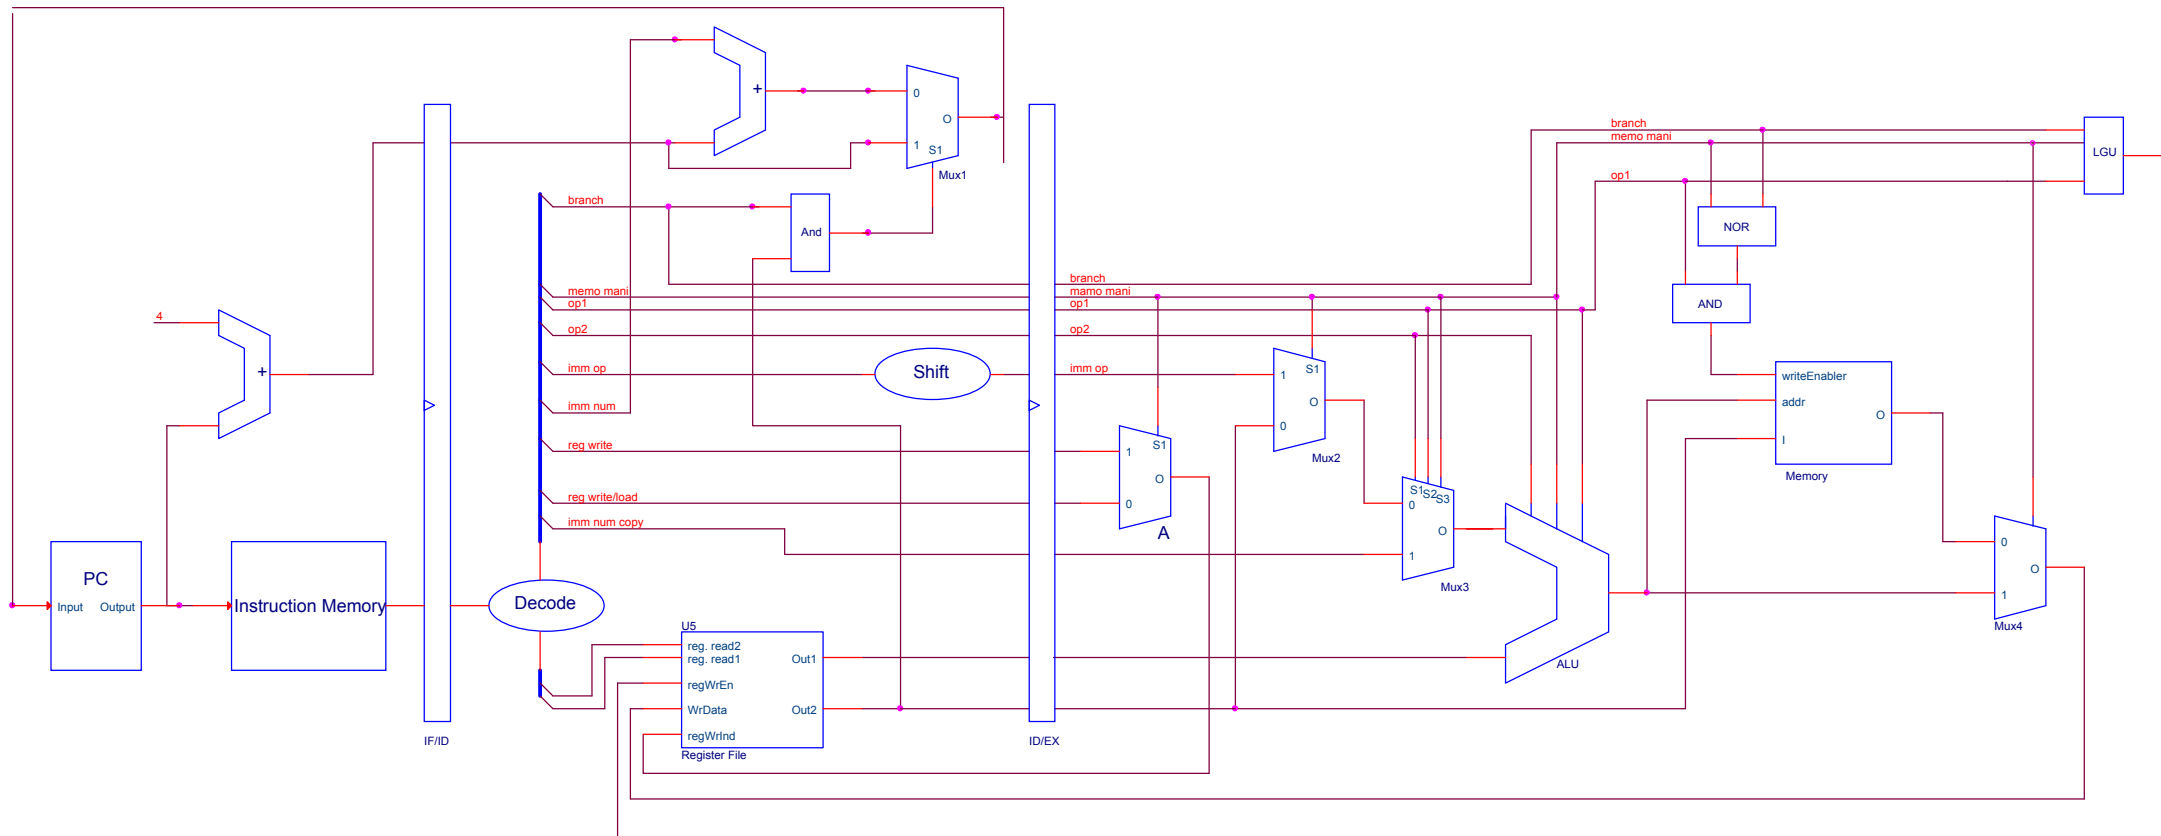 +
0
1
O
S1
Mux1
branch
And
branch
memo mani
op1
LGU
NOR
AND
4
+
memo mani
op1
op2
imm op
imm num
reg write
reg write/load
imm num copy
Shift
branch
mamo mani
op1
op2
imm op
S1
1
O
0
Mux2
S1
1
O
0
A
S1
S2
S3
0
O
1
Mux3
writeEnabler
addr
I
O
Memory
0
O
1
Mux4
PC
Input
Output
Instruction Memory
IF/ID
Decode
U5
reg. read2
reg. read1
regWrEn
WrData
regWrInd
Out1
Out2
Register File
ID/EX
ALU